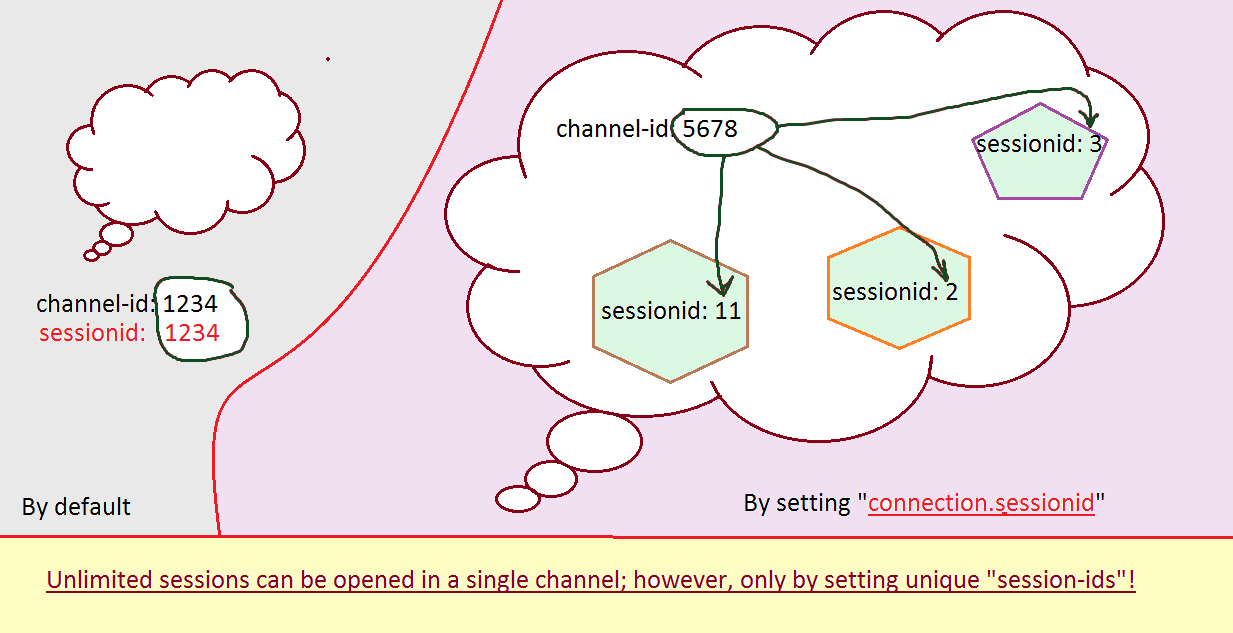 channel-id: 5678
sessionid: 3
sessionid: 11
sessionid: 2
channel-id: 1234
sessionid: 1234
By default
By setting "connection.sessionid"
Unlimited sessions can be opened in a single channel; however, only by setting unique "session-ids"!